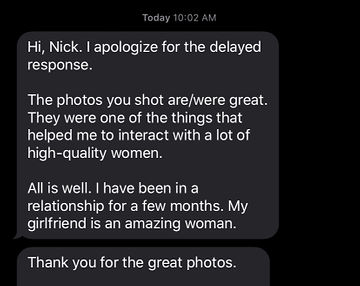 Today 10:02 AM
Hi, Nick. I apologize for the delayed
response.
The photos you shot are/were great.
They were one of the things that
helped me to interact with a lot of
high-quality women.
All is well. I have been in a
relationship for a few months. My
girlfriend is an amazing woman.
Thank you for the great photos.